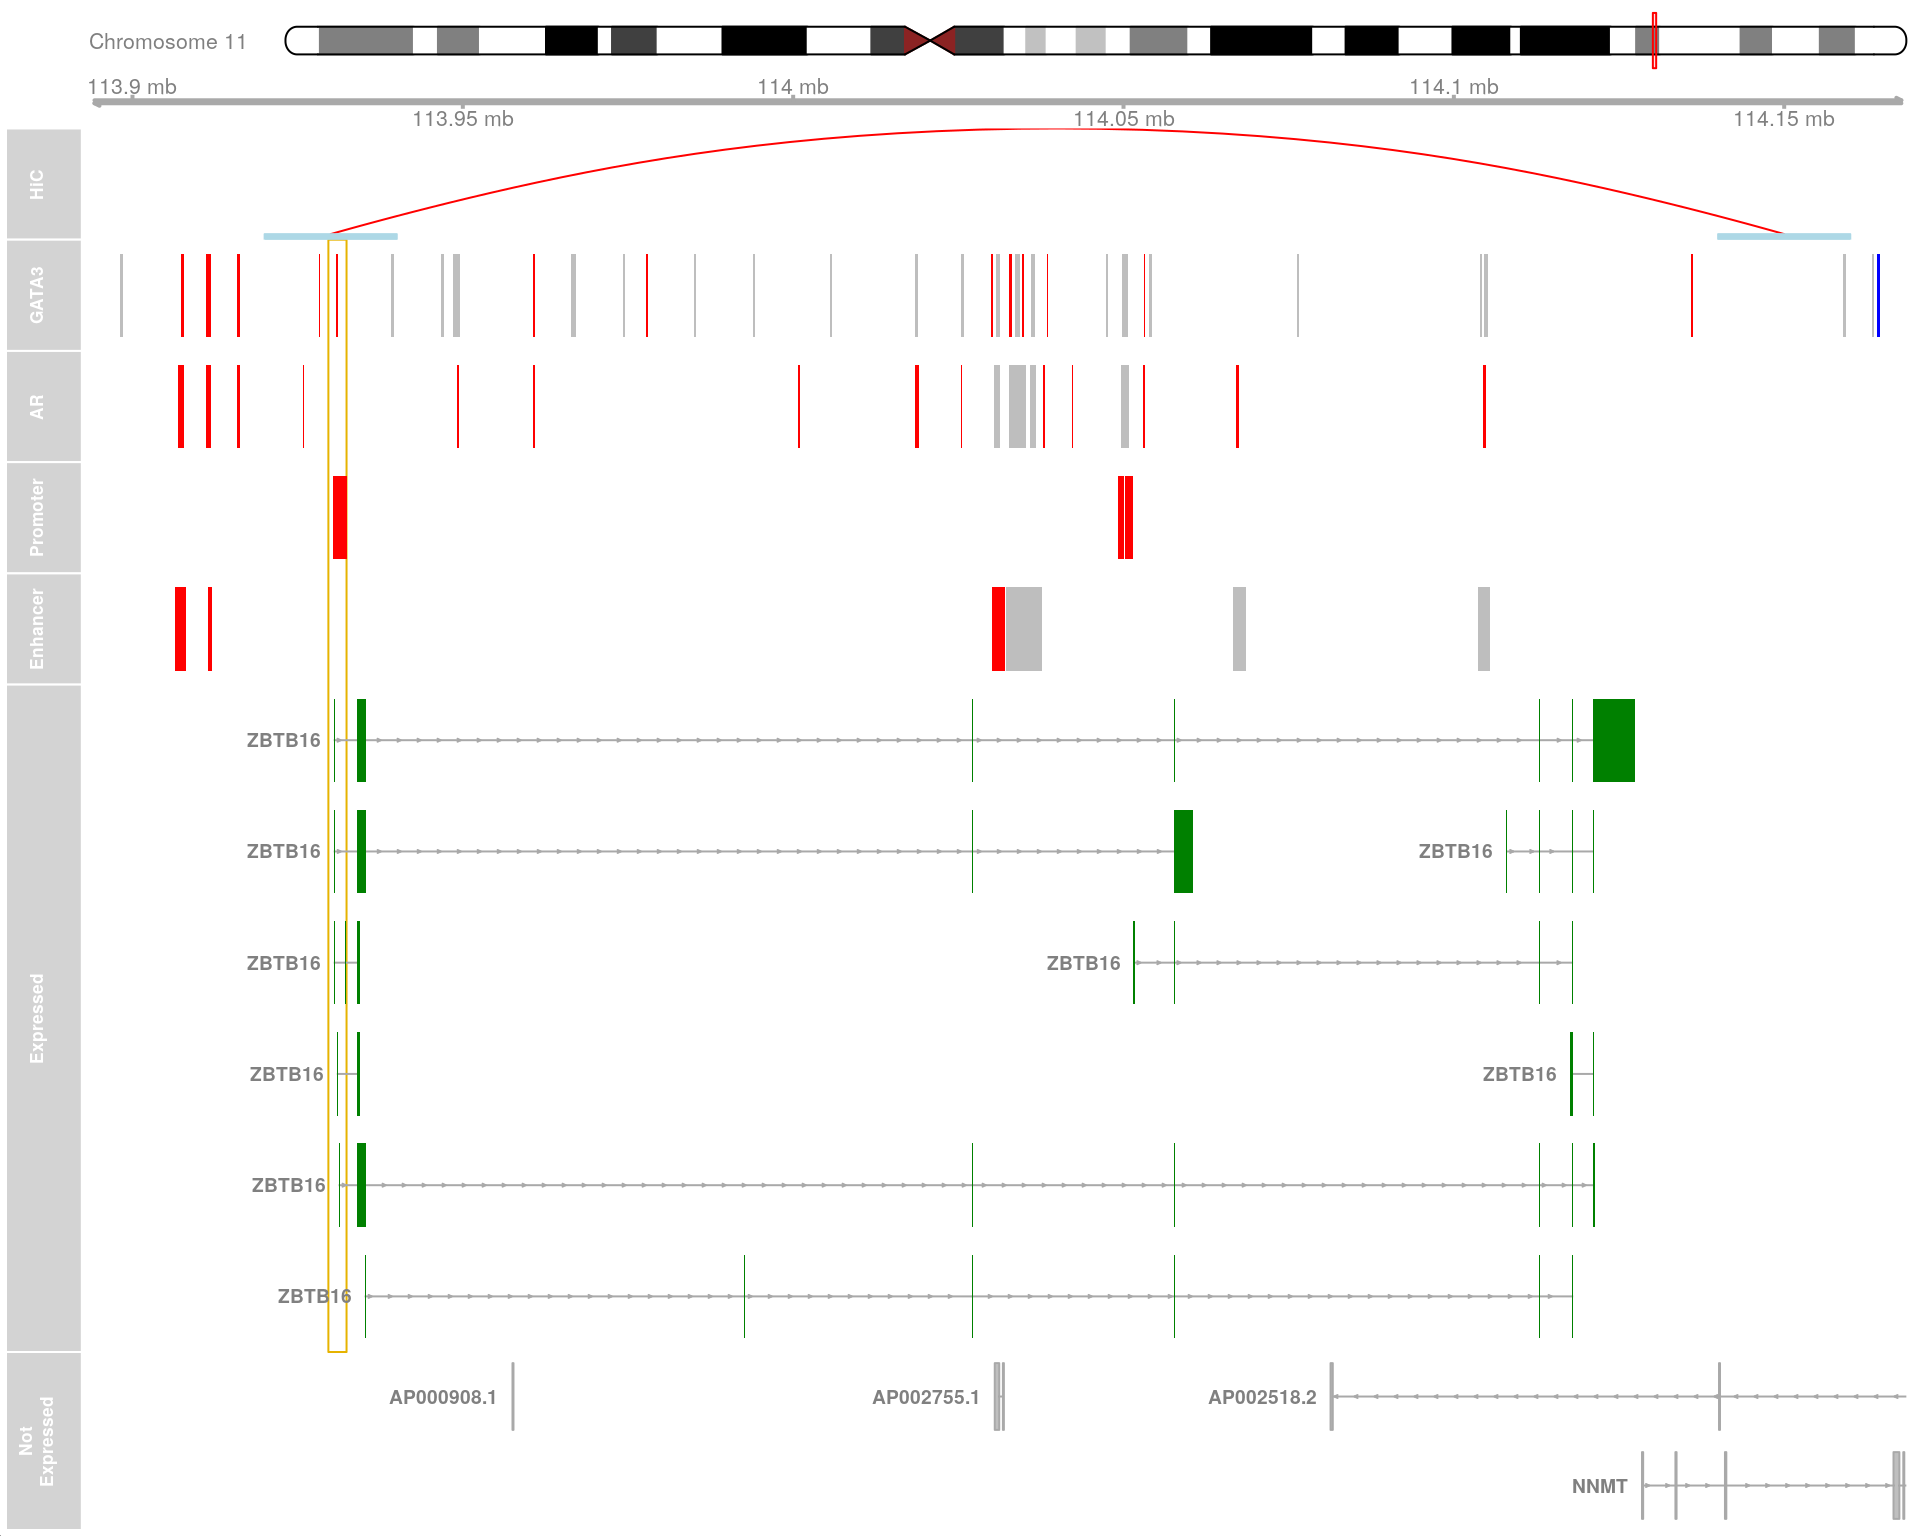 Chromosome 11
113.9 mb
114 mb
114.1 mb
113.95 mb
114.05 mb
114.15 mb
HiC
GATA3
AR
Promoter
Enhancer
Expressed
ZBTB16
ZBTB16
ZBTB16
ZBTB16
ZBTB16
ZBTB16
ZBTB16
ZBTB16
ZBTB16
Not
Expressed
AP000908.1
AP002755.1
AP002518.2
NNMT